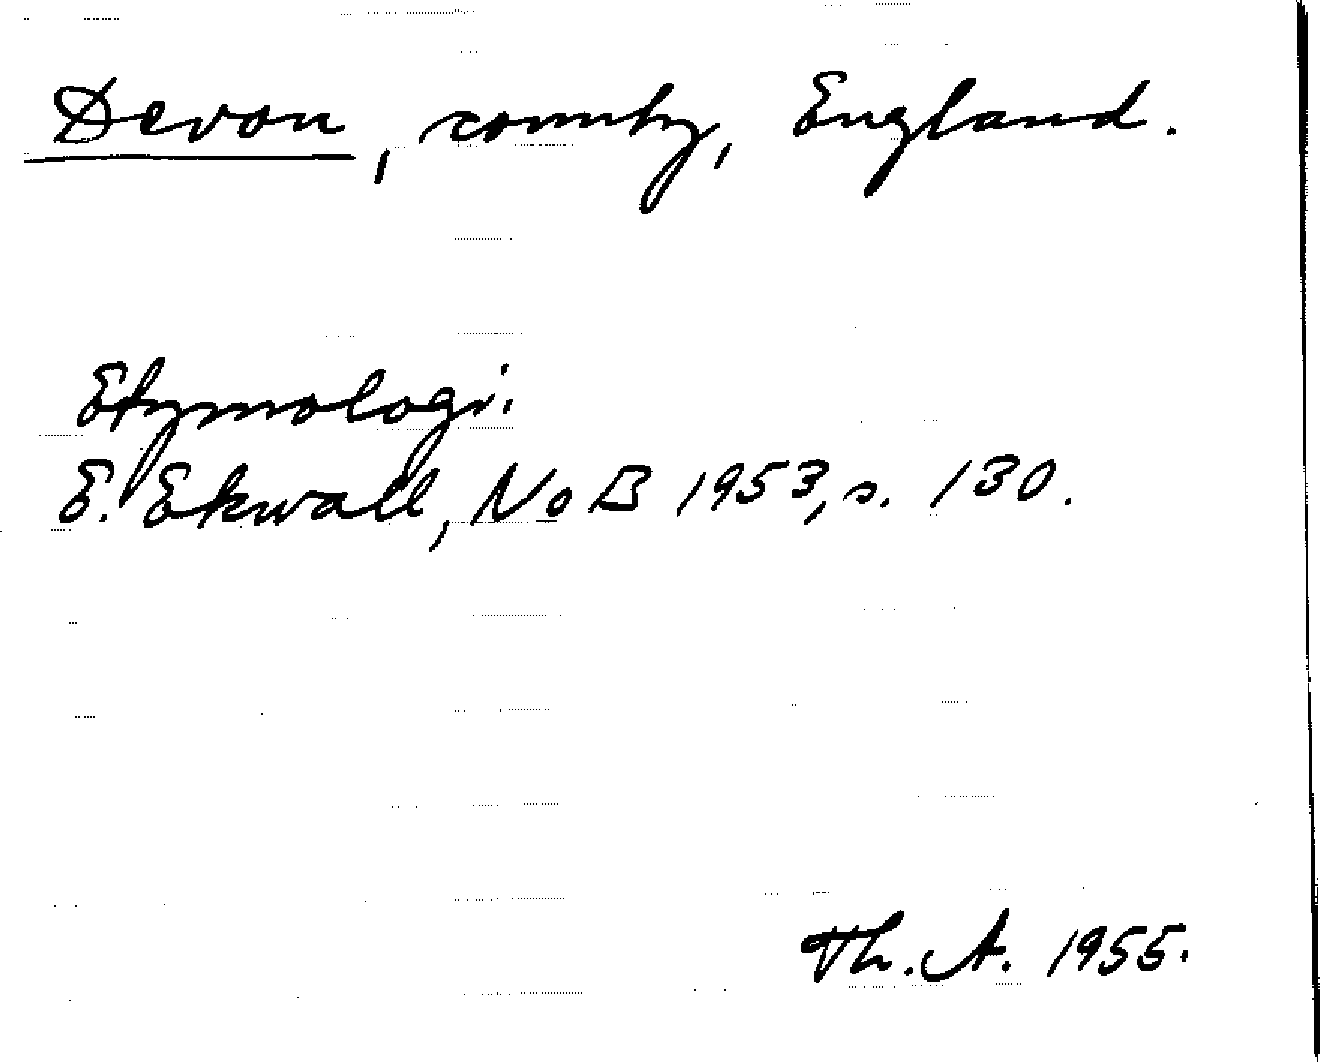 Devon, county, England.
Etymologi:
E. Ekwall, NoB 1953, s. 130.
Th. A. 1955.